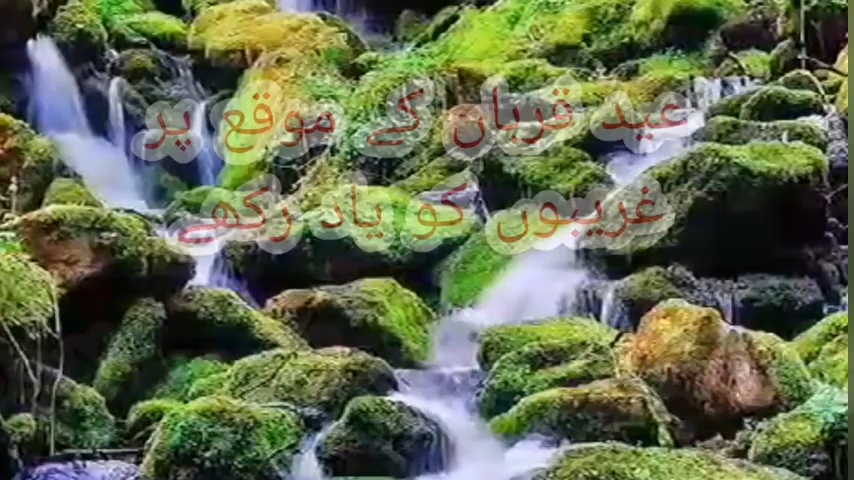 عید قربان کے موقع پر
غریبوں کو یاد رکھے